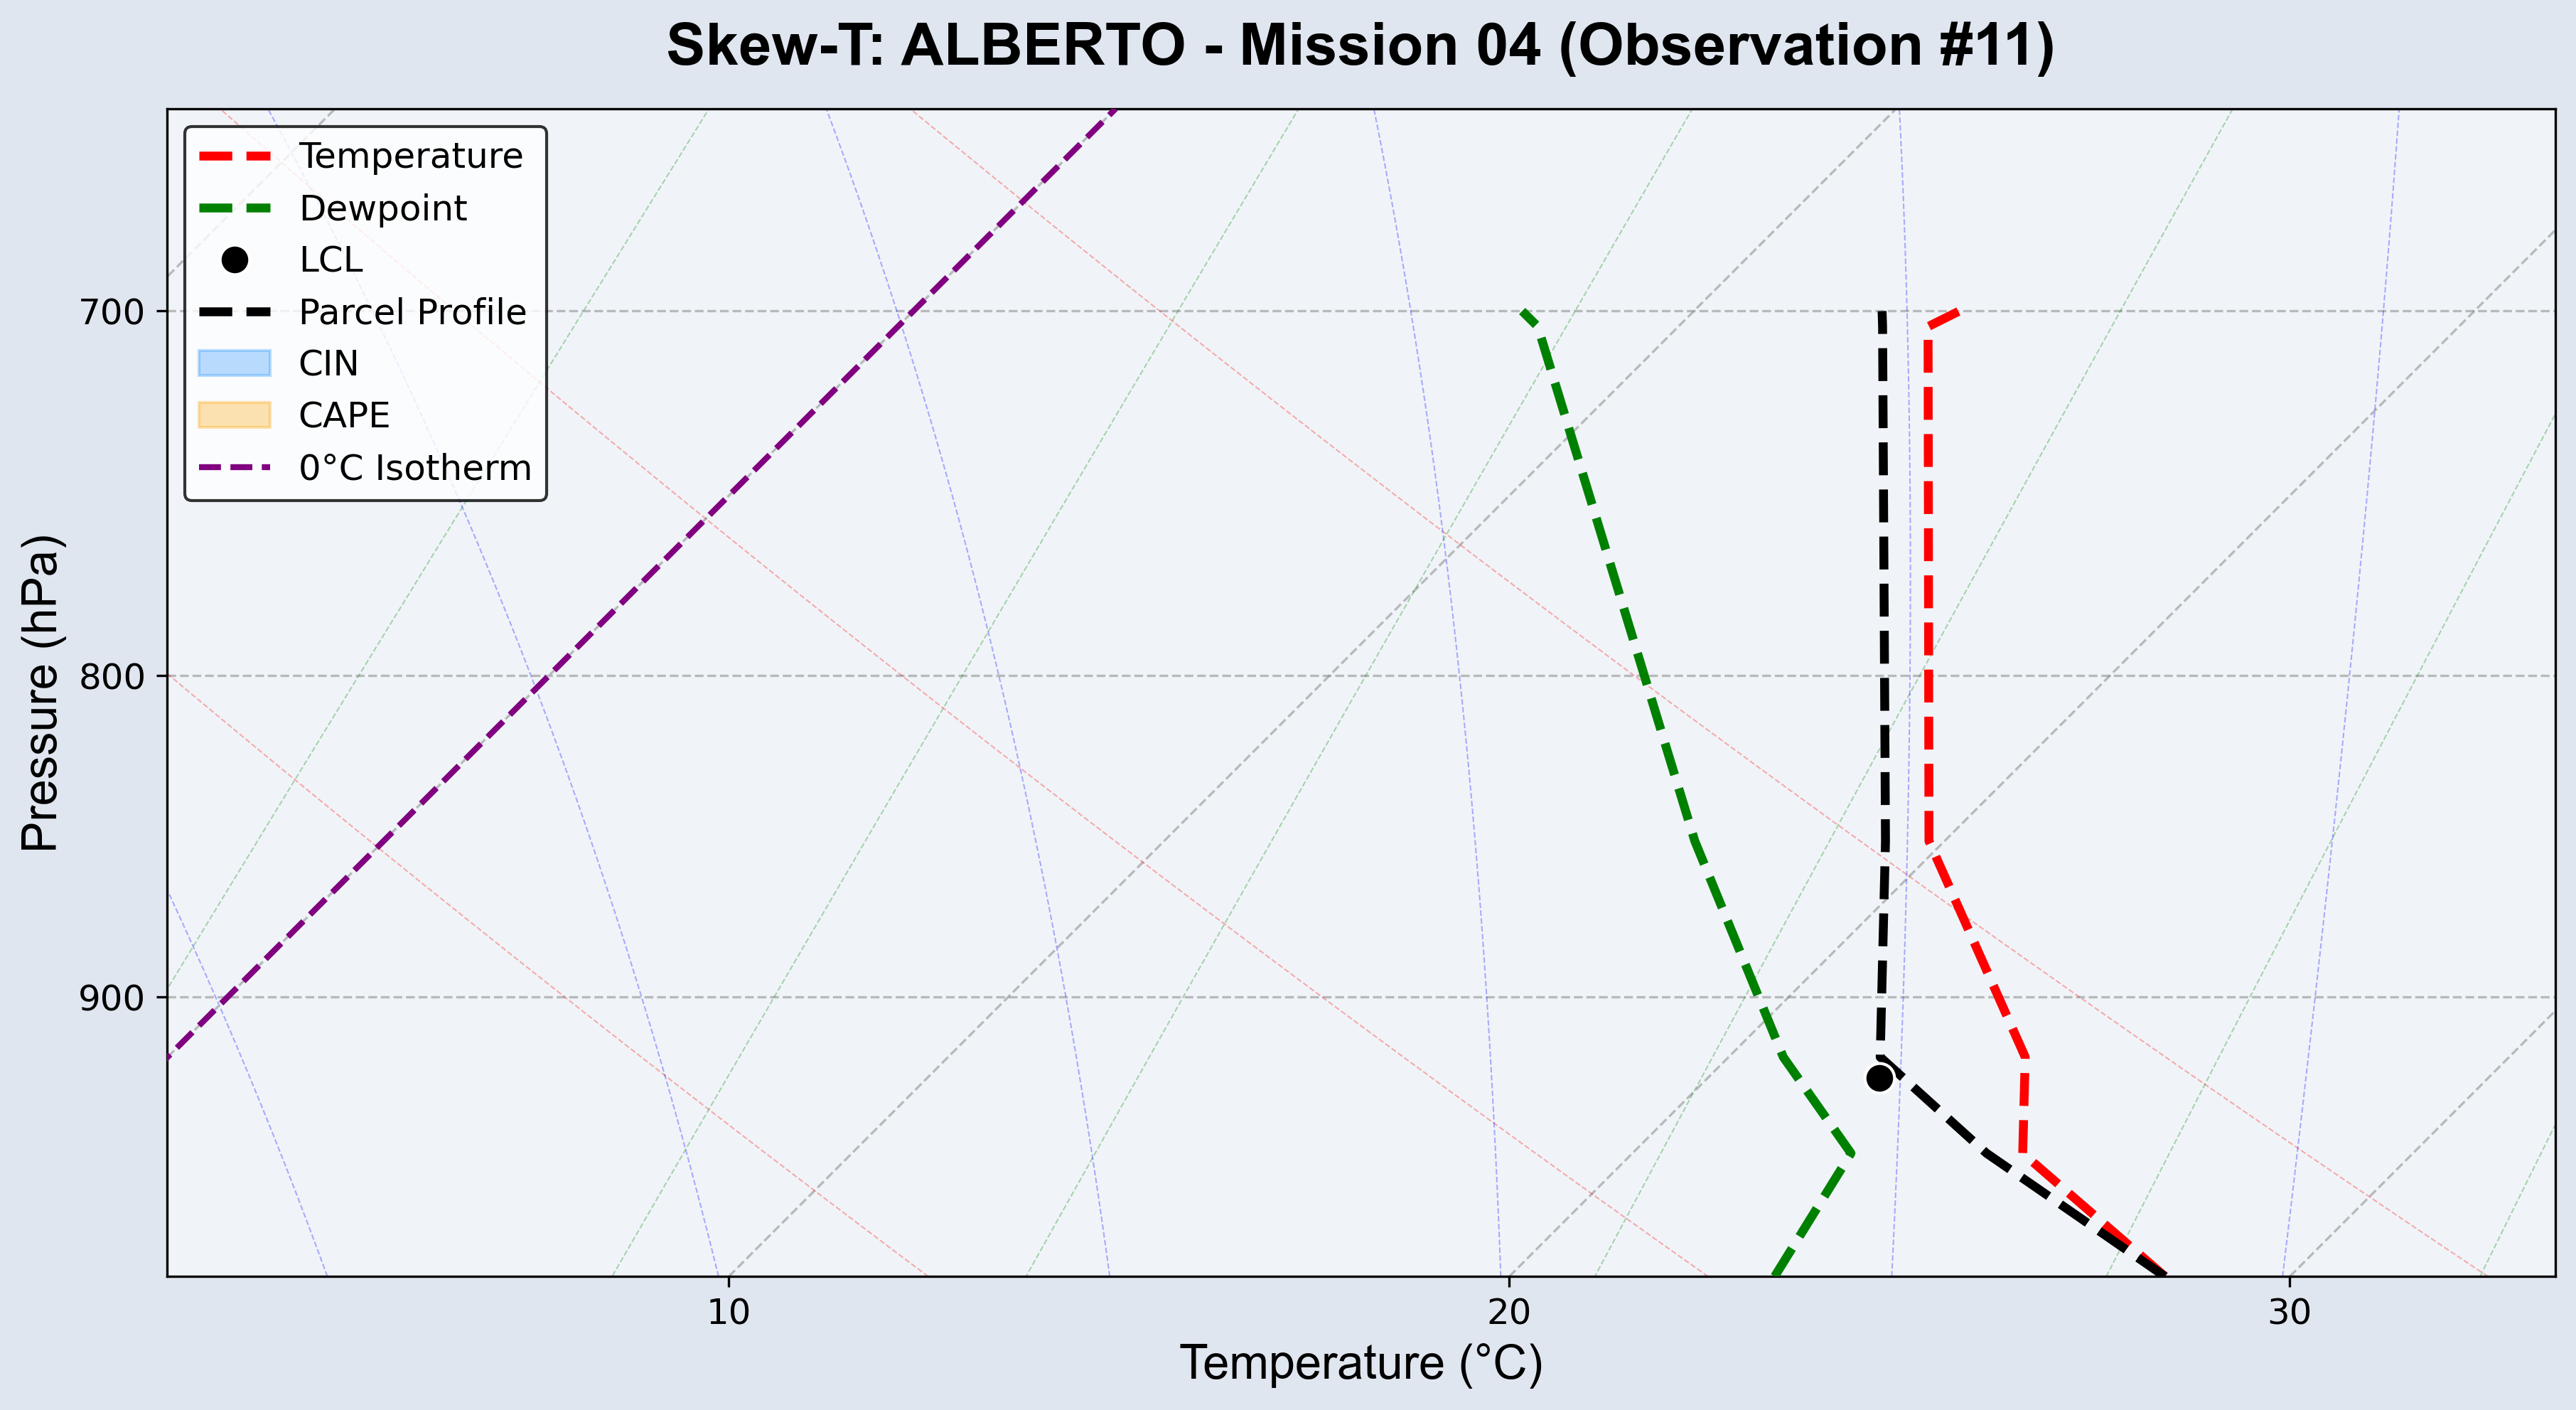 Skew-T: ALBERTO - Mission 04 (Observation #11)
Temperature
Dewpoint
LCL
Parcel Profile
CIN
CAPE
0°C Isotherm
Pressure (hPa)
700
800
900
10
20
30
Temperature (°C)